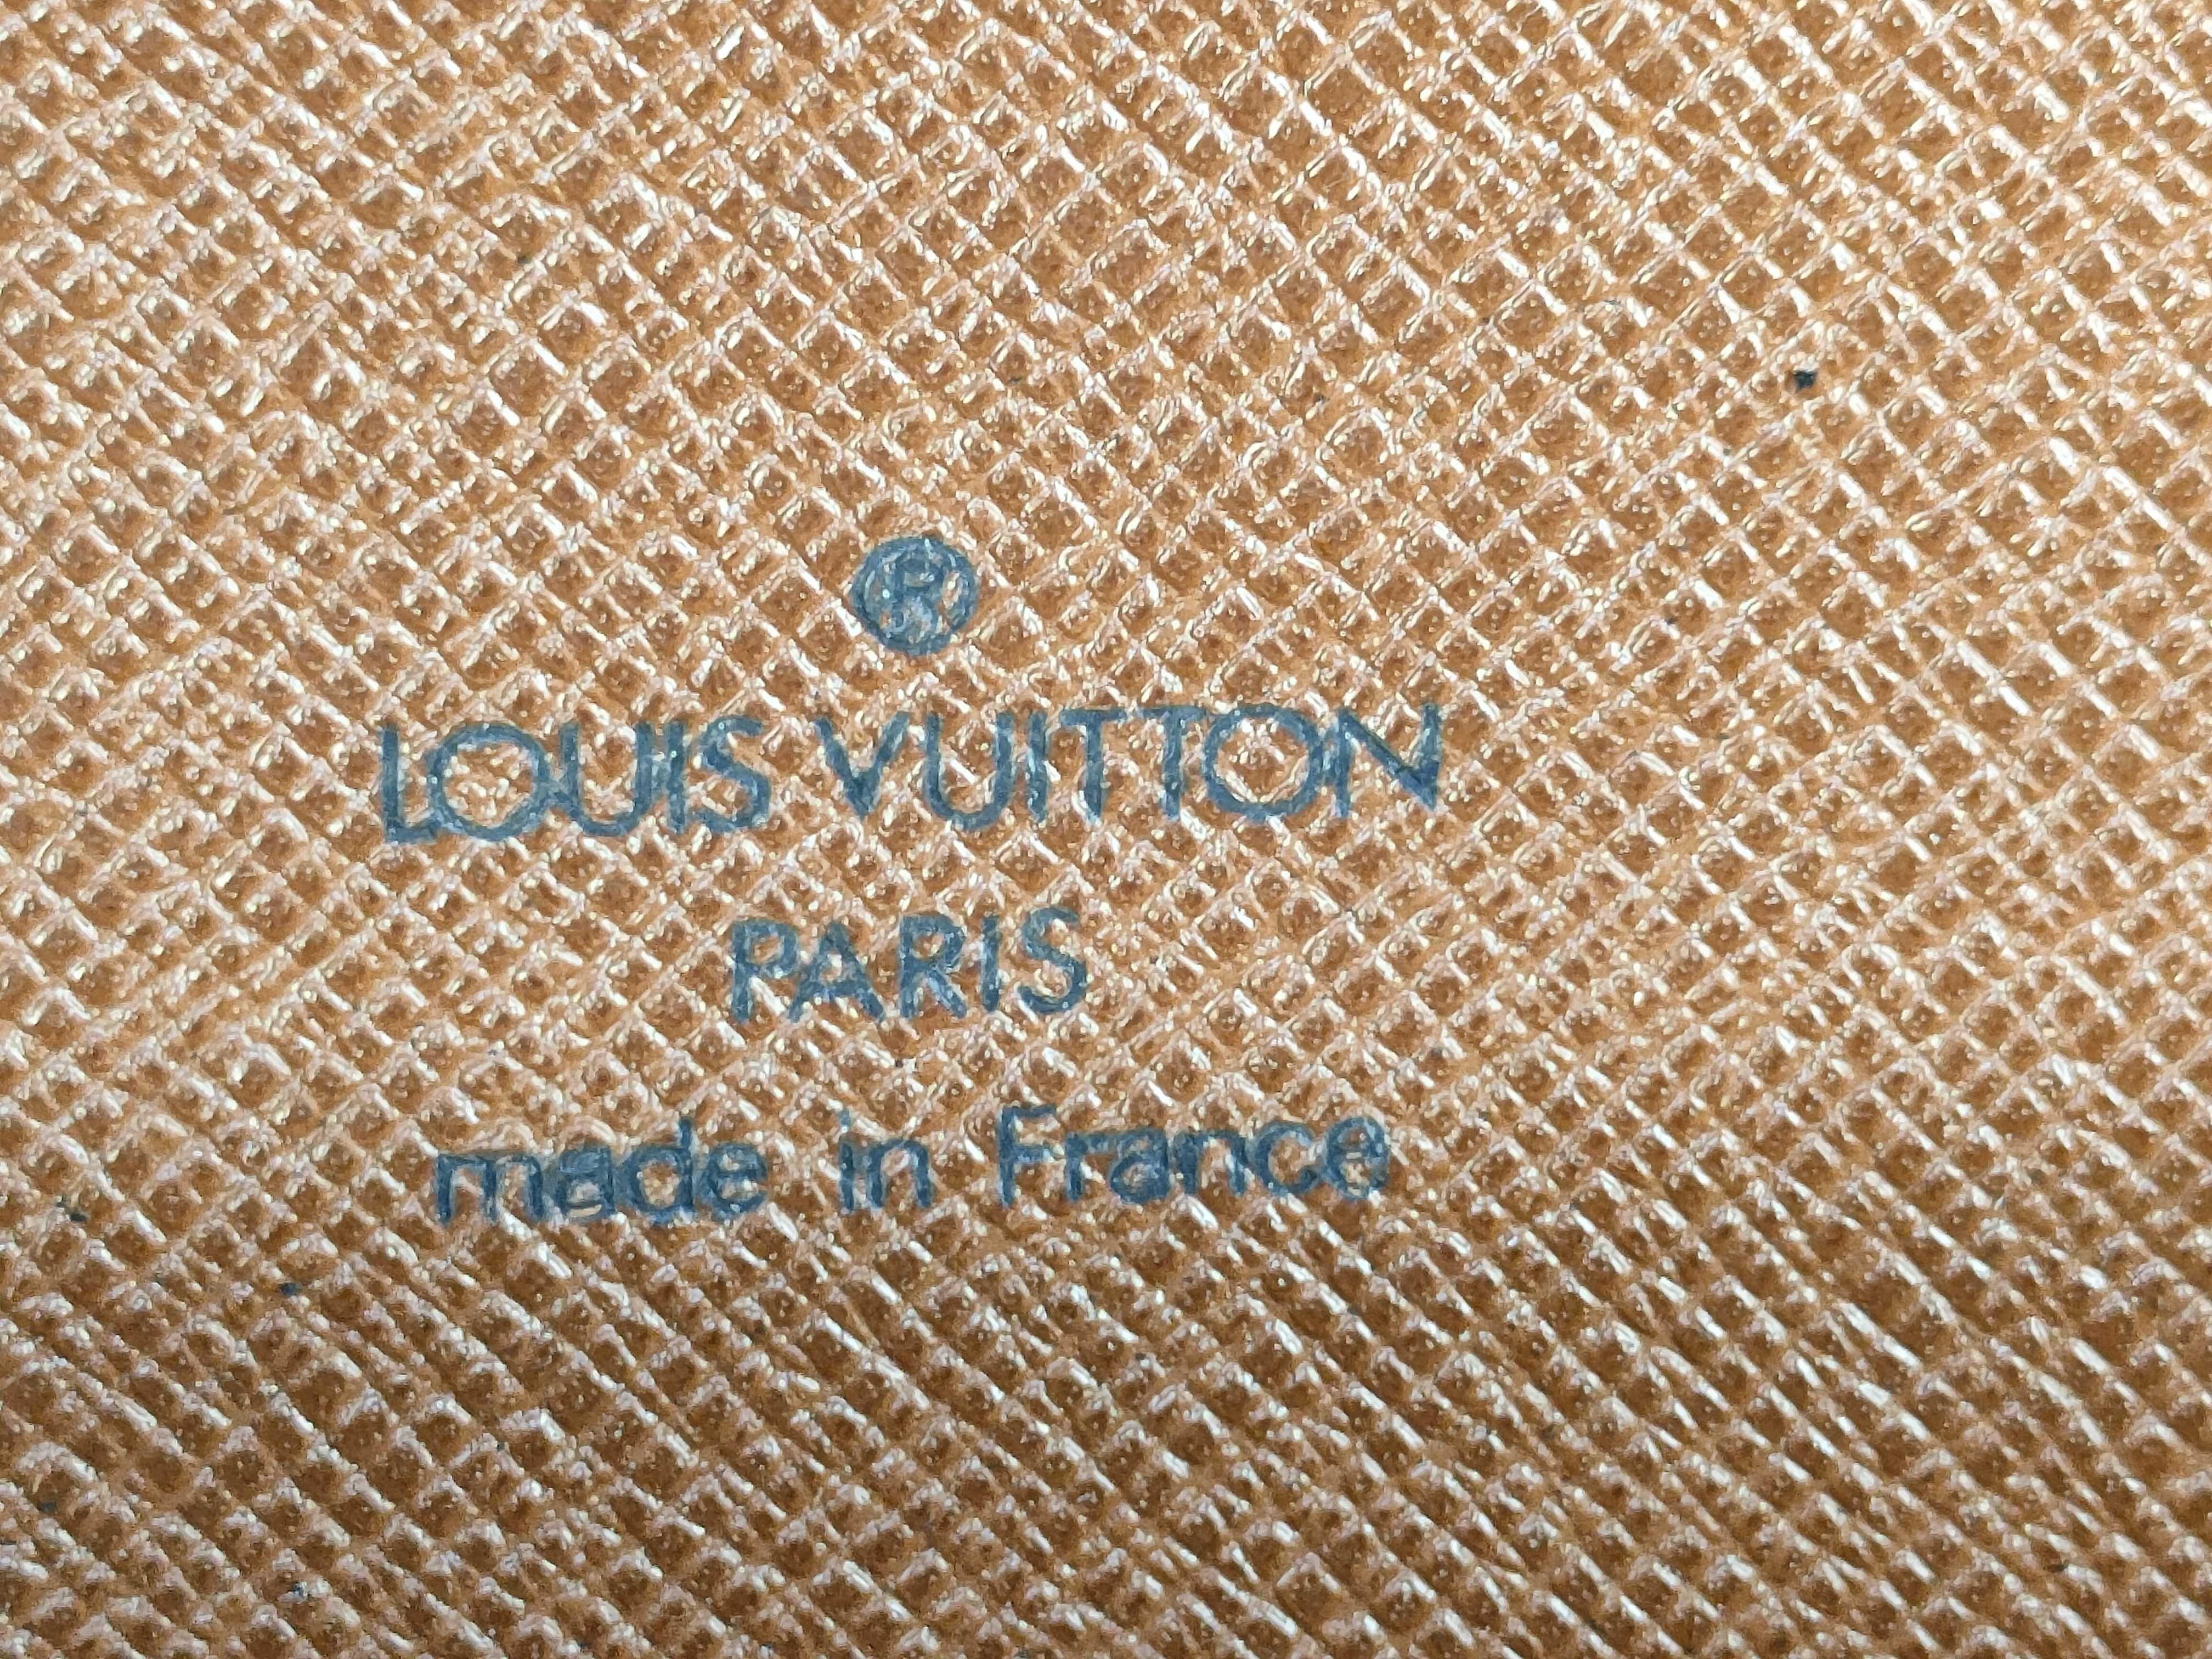 ®
LOUIS VUITTON
PARIS
made in France